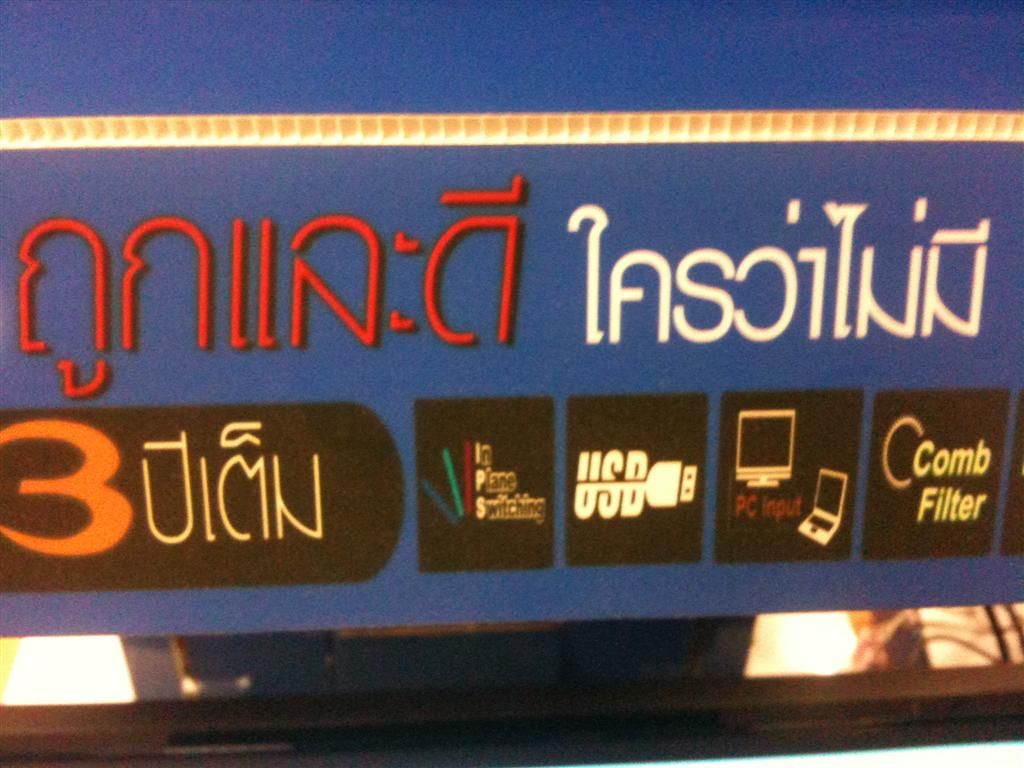 ถูกและดี ใครว่าไม่มี
3 ปีเต็ม
In
Plane
Switching
USB
PC Input
Comb
Filter